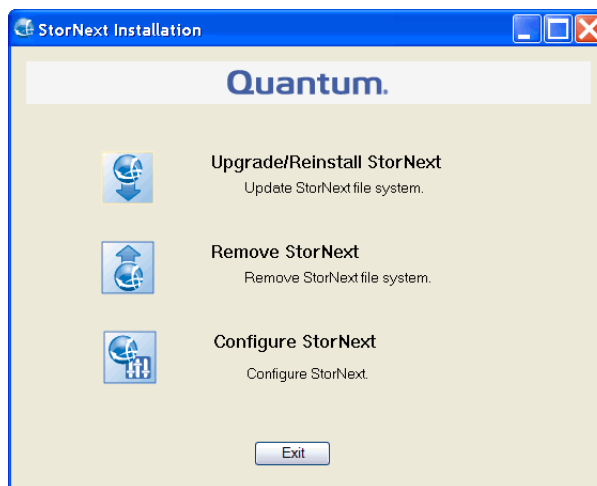 StorNext Installation
Quantum.
Upgrade/Reinstall StorNext
Update StorNext file system.
Remove StorNext
Remove StorNext file system.
Configure StorNext
Configure StorNext.
Exit